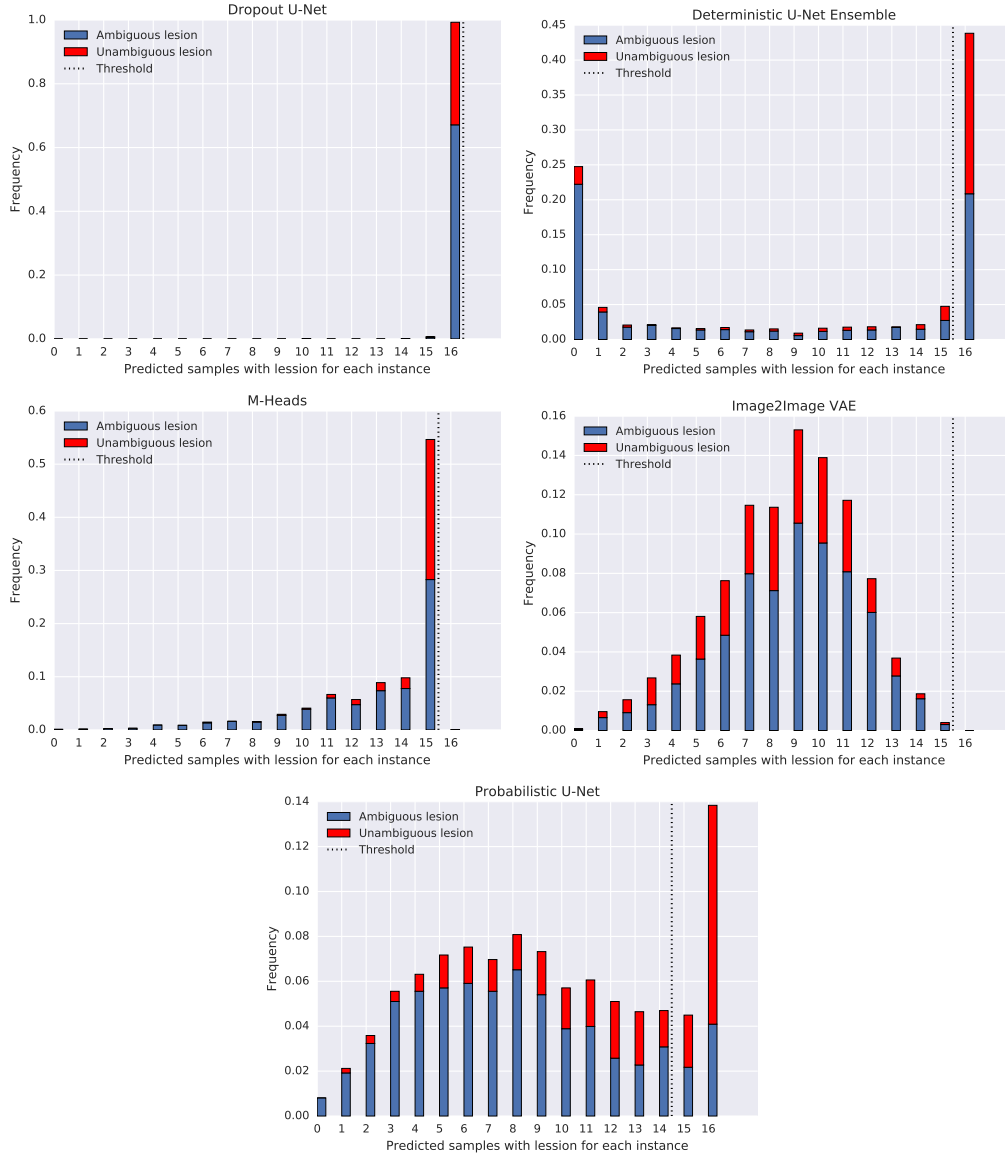 Dropout U-Net
1.0
0.8
0.6
0.4
0.2
0.0
Frequency
Ambiguous lesion
Unambiguous lesion
Threshold
0 1 2 3 4 5 6 7 8 9 10 11 12 13 14 15 16
Predicted samples with lession for each instance
Deterministic U-Net Ensemble
0.45
0.40
0.35
0.30
0.25
0.20
0.15
0.10
0.05
0.00
Frequency
Ambiguous lesion
Unambiguous lesion
Threshold
0 1 2 3 4 5 6 7 8 9 10 11 12 13 14 15 16
Predicted samples with lession for each instance
M-Heads
0.6
0.5
0.4
0.3
0.2
0.1
0.0
Frequency
Ambiguous lesion
Unambiguous lesion
Threshold
0 1 2 3 4 5 6 7 8 9 10 11 12 13 14 15 16
Predicted samples with lession for each instance
Image2Image VAE
0.16
0.14
0.12
0.10
0.08
0.06
0.04
0.02
0.00
Frequency
Ambiguous lesion
Unambiguous lesion
Threshold
0 1 2 3 4 5 6 7 8 9 10 11 12 13 14 15 16
Predicted samples with lession for each instance
Probabilistic U-Net
0.14
0.12
0.10
0.08
0.06
0.04
0.02
0.00
Frequency
Ambiguous lesion
Unambiguous lesion
Threshold
0 1 2 3 4 5 6 7 8 9 10 11 12 13 14 15 16
Predicted samples with lession for each instance